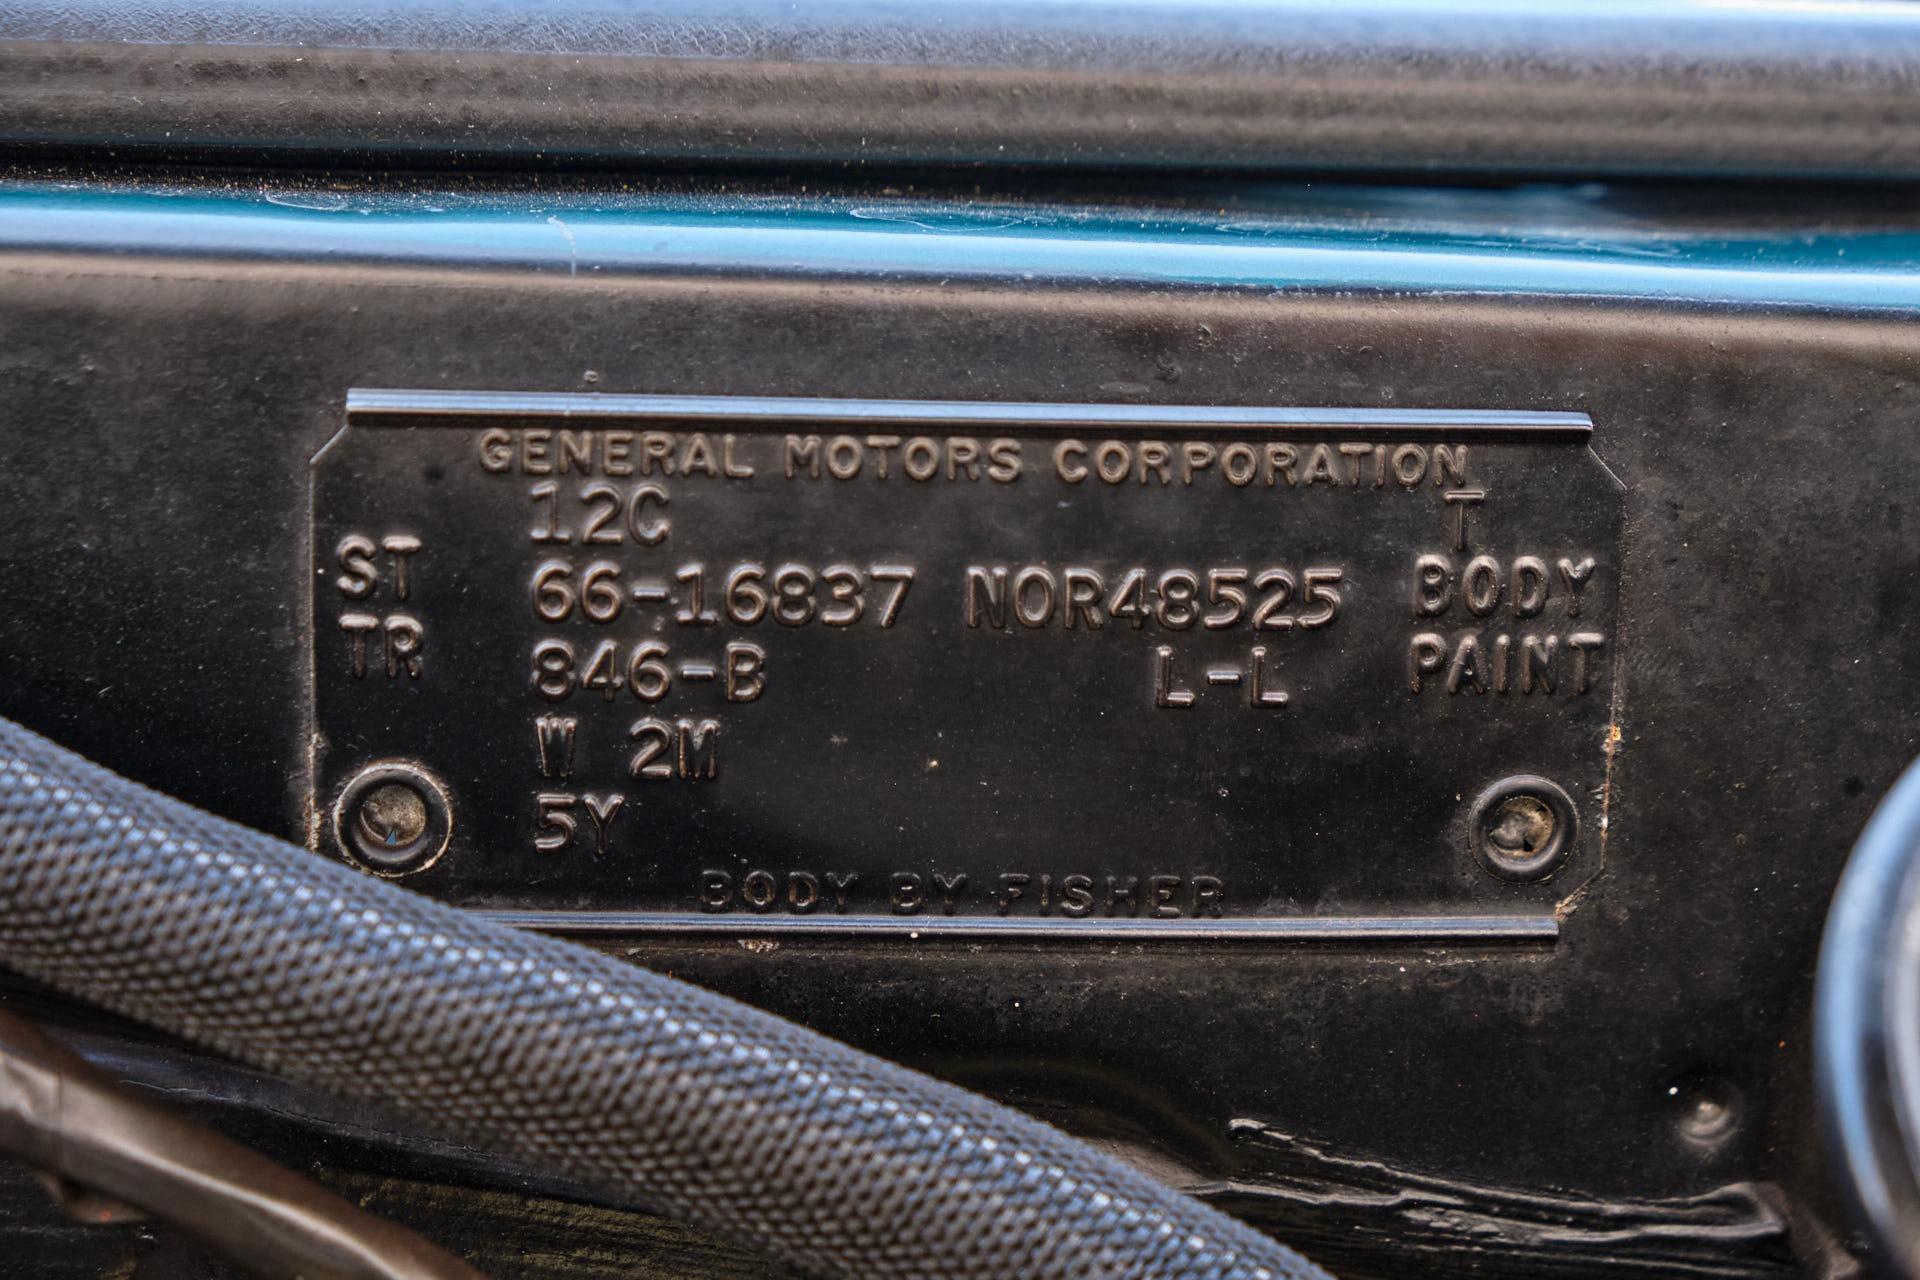 GENERAL MOTORS CORPORATION
12C T
ST 66-16837 NOR48525 BODY
TR 846-B L-L PAINT
W 2M
5Y
BODY BY FISHER